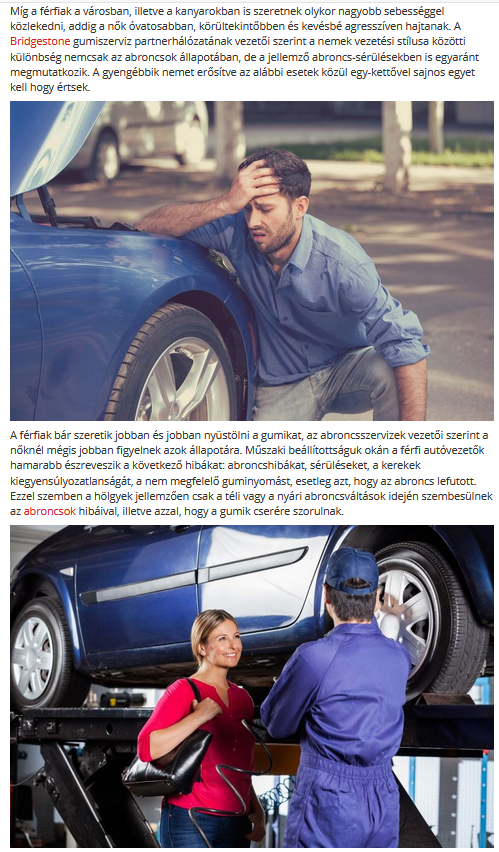 Míg a férfiak a városban, illetve a kanyarokban is szeretnek olykor nagyobb sebességgel
közlekedni, addig a nők óvatosabban, körültekintőbben és kevésbé agresszíven hajtanak. A
Bridgestone gumiszerviz partnerhálózatának vezetői szerint a nemek vezetési stílusa közötti
különbség nemcsak az abroncsok állapotában, de a jellemző abroncs-sérülésekben is egyaránt
megmutatkozik. A gyengébbik nemet erősítve az alábbi esetek közül egy-kettővel sajnos egyet
kell hogy értsek.
A férfiak bár szeretik jobban és jobban nyüstölni a gumikat, az abroncsszervizek vezetői szerint a
nőknél mégis jobban figyelnek azok állapotára. Műszaki beállítottságuk okán a férfi autóvezetők
hamarabb észreveszik a következő hibákat: abroncshibákat, sérüléseket, a kerekek
kiegyensúlyozatlanságát, a nem megfelelő guminyomást, esetleg azt, hogy az abroncs lefutott.
Ezzel szemben a hölgyek jellemzően csak a téli vagy a nyári abroncsváltások idején szembesülnek
az abroncsok hibáival, illetve azzal, hogy a gumik cserére szorulnak.